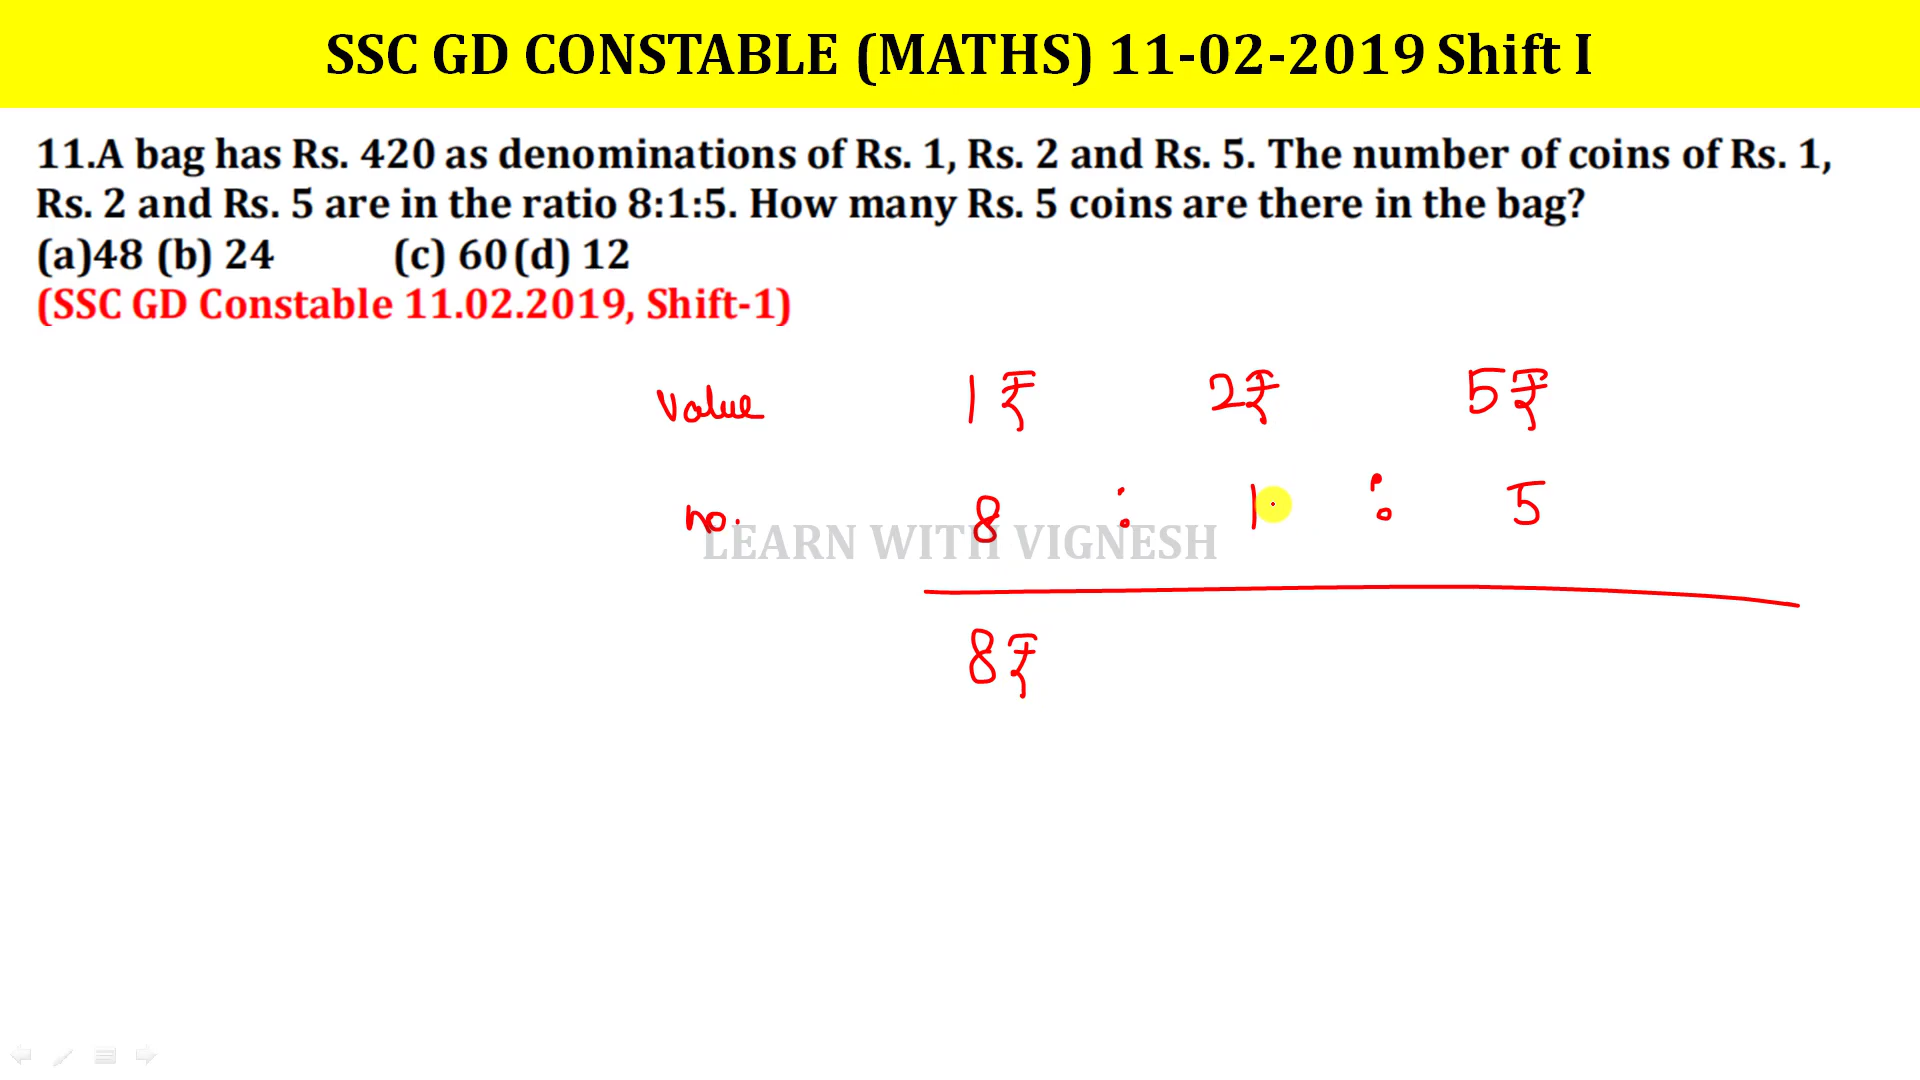 SSC GD CONSTABLE (MATHS) 11-02-2019 Shift I
11.A bag has Rs. 420 as denominations of Rs. 1, Rs. 2 and Rs. 5. The number of coins of Rs. 1,
Rs. 2 and Rs. 5 are in the ratio 8:1:5. How many Rs. 5 coins are there in the bag?
(a)48 (b) 24 (c) 60 (d) 12
(SSC GD Constable 11.02.2019, Shift-1)
Value 1₹ 2₹ 5₹
no. 8 : 1 : 5
LEARN WITH VIGNESH
8₹